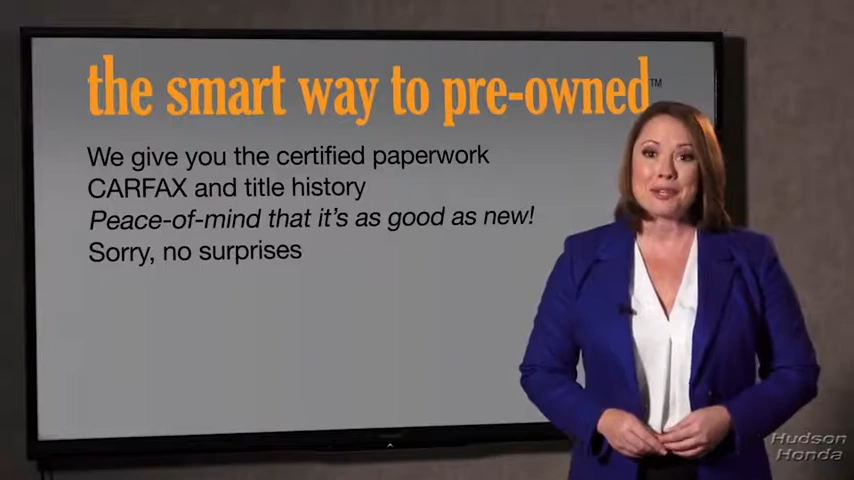 the smart way to pre-owned™
We give you the certified paperwork
CARFAX and title history
Peace-of-mind that it's as good as new!
Sorry, no surprises
Hudson
Honda